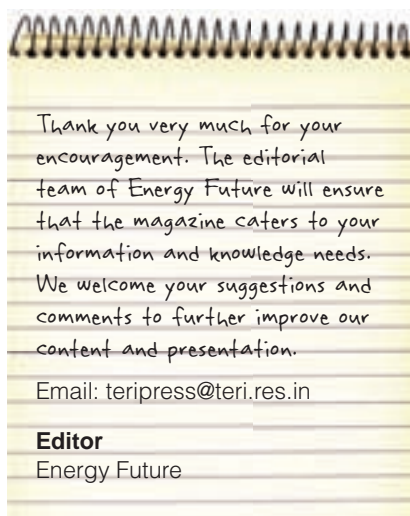 Thank you very much for your
encouragement. The editorial
team of Energy Future will ensure
that the magazine caters to your
information and knowledge needs.
We welcome your suggestions and
comments to further improve our
content and presentation.
Email: teripress@teri.res.in
Editor
Energy Future